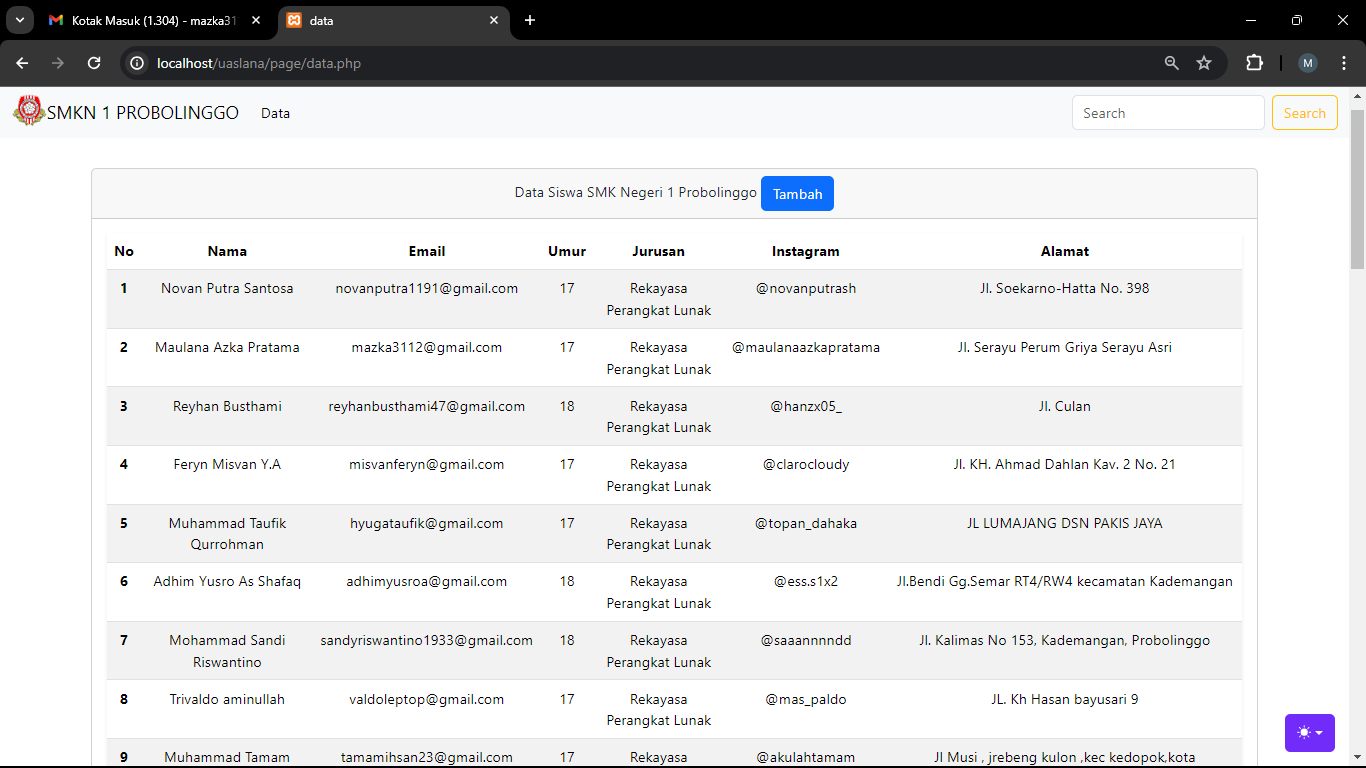 Kotak Masuk (1.304) - mazka31
data
localhost/uaslana/page/data.php
M
SMKN 1 PROBOLINGGO Data Search Search
Data Siswa SMK Negeri 1 Probolinggo Tambah
No Nama Email Umur Jurusan Instagram Alamat
1 Novan Putra Santosa novanputra1191@gmail.com 17 Rekayasa @novanputrash Jl. Soekarno-Hatta No. 398
Perangkat Lunak
2 Maulana Azka Pratama mazka3112@gmail.com 17 Rekayasa @maulanaazkapratama Jl. Serayu Perum Griya Serayu Asri
Perangkat Lunak
3 Reyhan Busthami reyhanbusthami47@gmail.com 18 Rekayasa @hanzx05_ Jl. Culan
Perangkat Lunak
4 Feryn Misvan Y.A misvanferyn@gmail.com 17 Rekayasa @clarocloudy Jl. KH. Ahmad Dahlan Kav. 2 No. 21
Perangkat Lunak
5 Muhammad Taufik hyugataufik@gmail.com 17 Rekayasa @topan_dahaka JL LUMAJANG DSN PAKIS JAYA
Qurrohman Perangkat Lunak
6 Adhim Yusro As Shafaq adhimyusroa@gmail.com 18 Rekayasa @ess.s1x2 Jl.Bendi Gg.Semar RT4/RW4 kecamatan Kademangan
Perangkat Lunak
7 Mohammad Sandi sandyriswantino1933@gmail.com 18 Rekayasa @saaannnndd Jl. Kalimas No 153, Kademangan, Probolinggo
Riswantino Perangkat Lunak
8 Trivaldo aminullah valdoleptop@gmail.com 17 Rekayasa @mas_paldo JL. Kh Hasan bayusari 9
Perangkat Lunak
9 Muhammad Tamam tamamihsan23@gmail.com 17 Rekayasa @akulahtamam Jl Musi , jrebeng kulon ,kec kedopok,kota